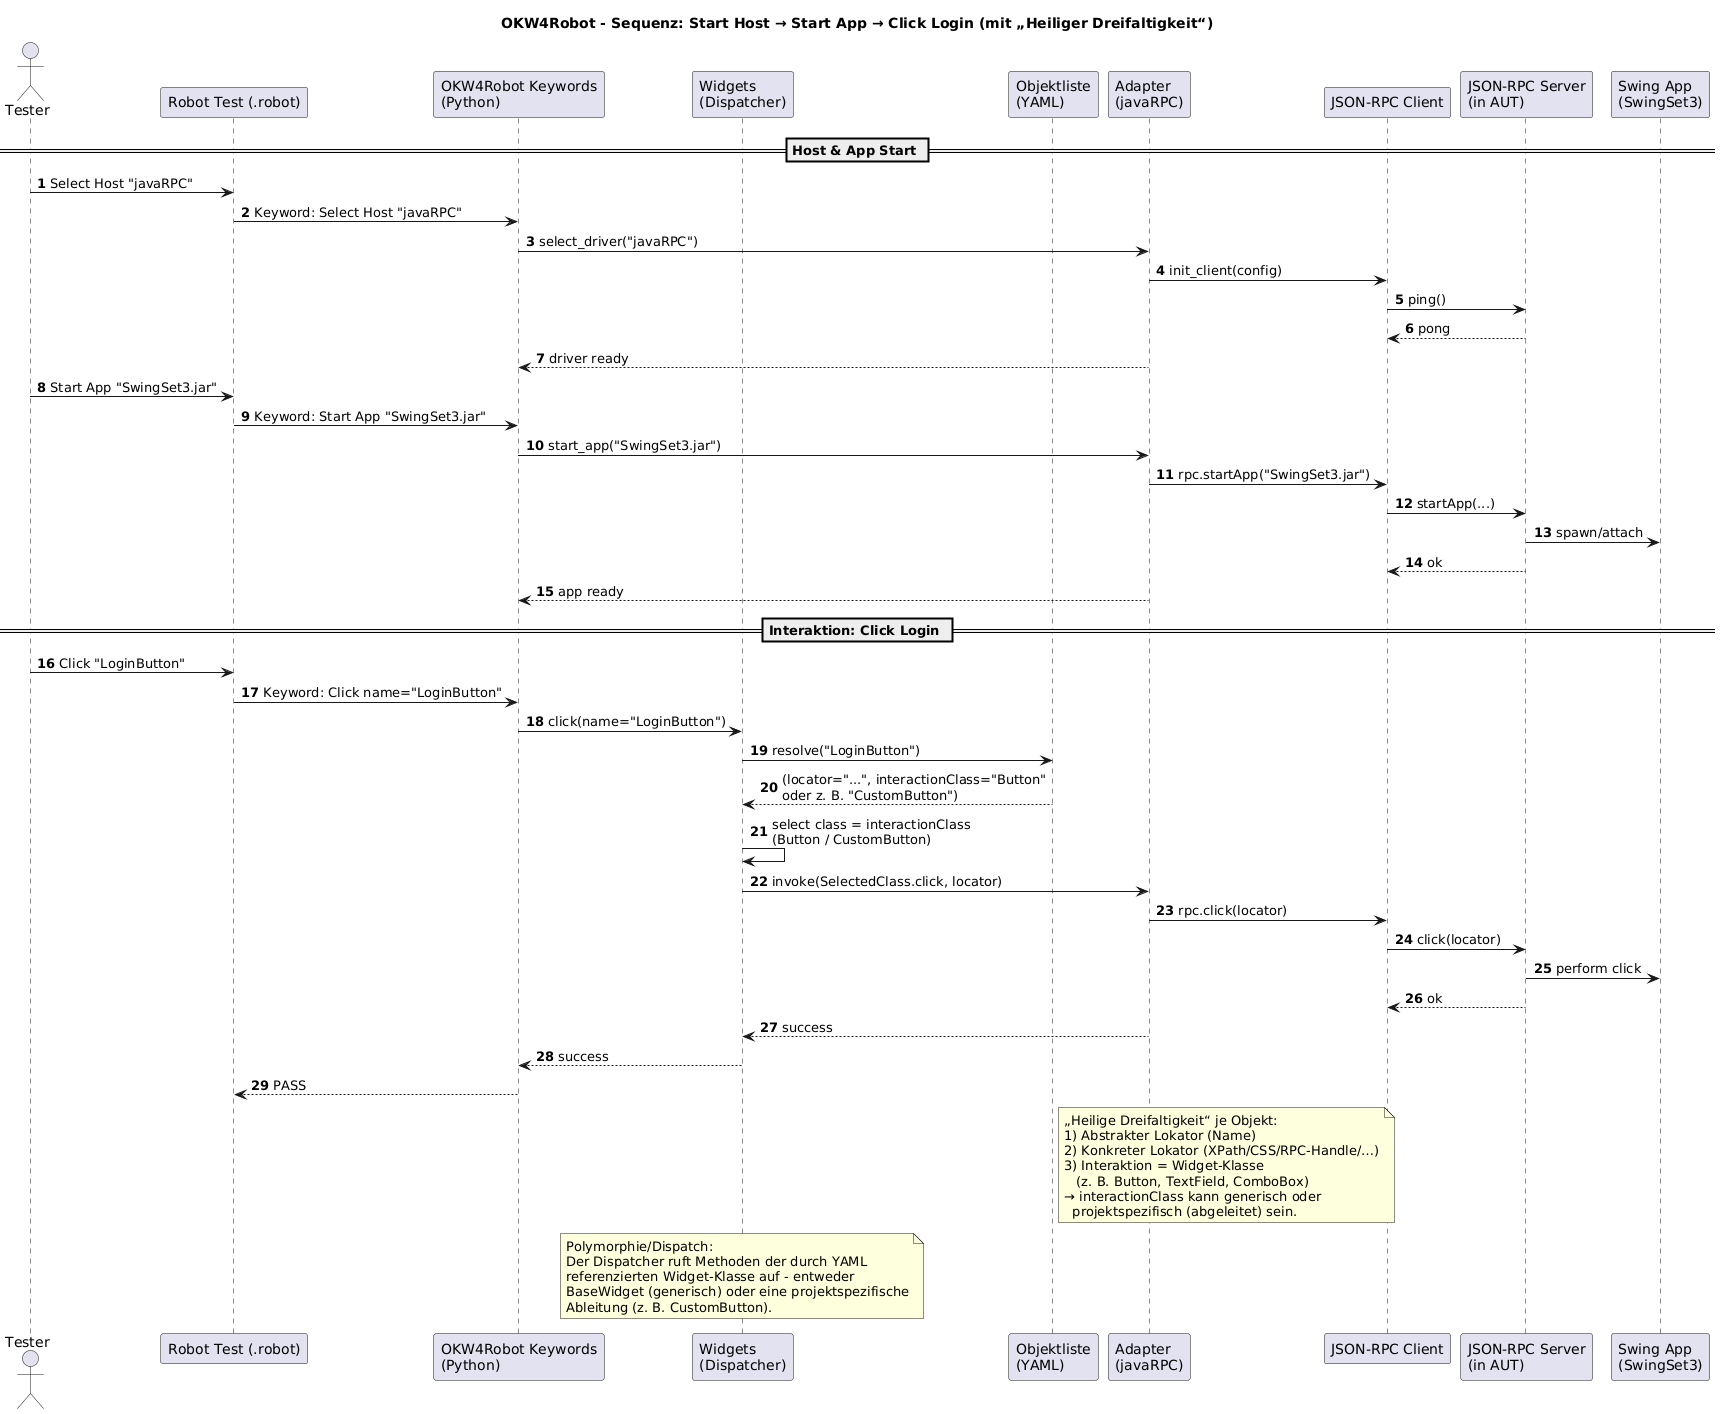 OKW4Robot - Sequenz: Start Host → Start App → Click Login (mit „Heiliger Dreifaltigkeit“)
Tester
Robot Test (.robot)
OKW4Robot Keywords
(Python)
Widgets
(Dispatcher)
Objektliste
(YAML)
Adapter
(javaRPC)
JSON-RPC Client
JSON-RPC Server
(in AUT)
Swing App
(SwingSet3)
Host & App Start
1 Select Host "javaRPC"
2 Keyword: Select Host "javaRPC"
3 select_driver("javaRPC")
4 init_client(config)
5 ping()
6 pong
7 driver ready
8 Start App "SwingSet3.jar"
9 Keyword: Start App "SwingSet3.jar"
10 start_app("SwingSet3.jar")
11 rpc.startApp("SwingSet3.jar")
12 startApp(...)
13 spawn/attach
14 ok
15 app ready
Interaktion: Click Login
16 Click "LoginButton"
17 Keyword: Click name="LoginButton"
18 click(name="LoginButton")
19 resolve("LoginButton")
20 (locator="...", interactionClass="Button"
oder z. B. "CustomButton")
21 select class = interactionClass
(Button / CustomButton)
22 invoke(SelectedClass.click, locator)
23 rpc.click(locator)
24 click(locator)
25 perform click
26 ok
27 success
28 success
29 PASS
„Heilige Dreifaltigkeit“ je Objekt:
1) Abstrakter Lokator (Name)
2) Konkreter Lokator (XPath/CSS/RPC-Handle/...)
3) Interaktion = Widget-Klasse
(z. B. Button, TextField, ComboBox)
→ interactionClass kann generisch oder
projektspezifisch (abgeleitet) sein.
Polymorphie/Dispatch:
Der Dispatcher ruft Methoden der durch YAML
referenzierten Widget-Klasse auf - entweder
BaseWidget (generisch) oder eine projektspezifische
Ableitung (z. B. CustomButton).
Tester
Robot Test (.robot)
OKW4Robot Keywords
(Python)
Widgets
(Dispatcher)
Objektliste
(YAML)
Adapter
(javaRPC)
JSON-RPC Client
JSON-RPC Server
(in AUT)
Swing App
(SwingSet3)